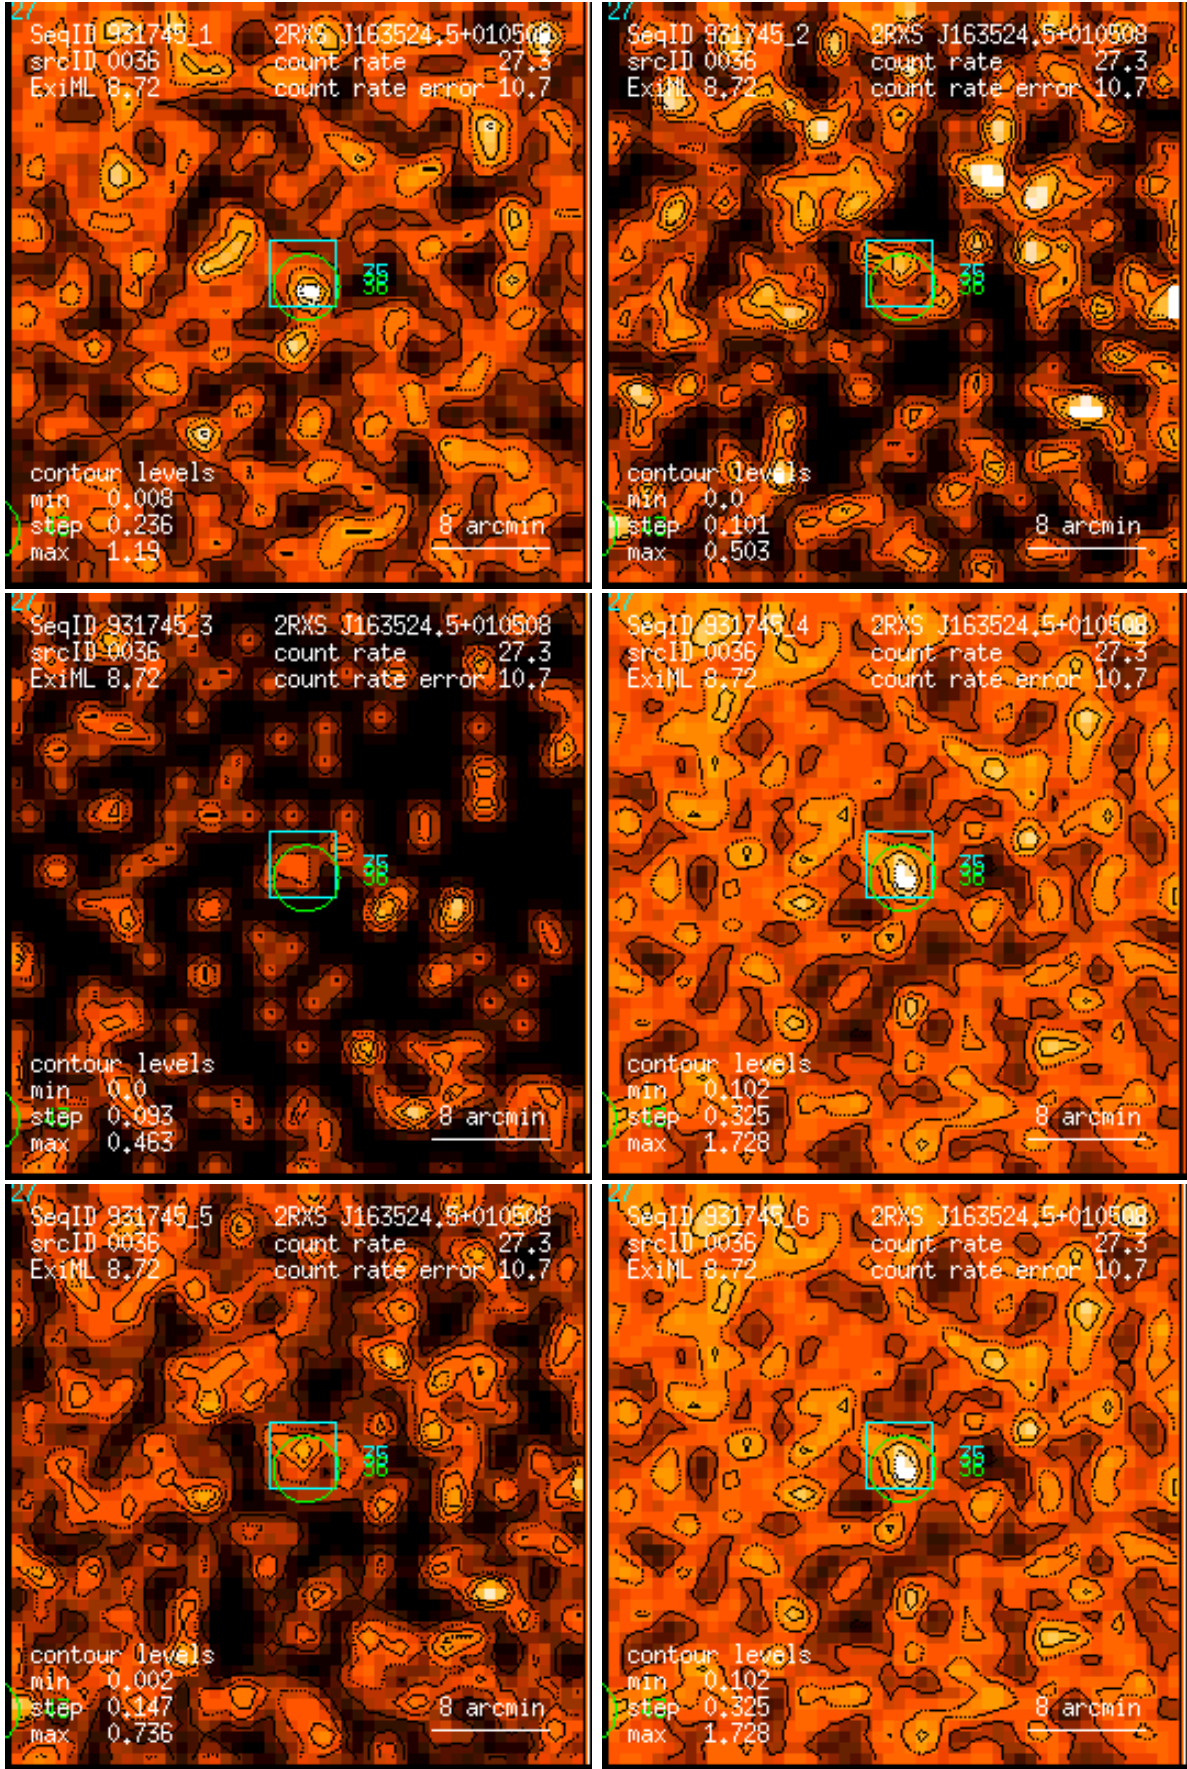 27
SeqID 931745_1 2RXS J163524.5+010508
srcID 0036 count rate 27.3
ExiML 8.72 count rate error 10.7
35
36
contour levels
min 0.008
step 0.236
max 1.19
8 arcmin
27
SeqID 931745_2 2RXS J163524.5+010508
srcID 0036 count rate 27.3
ExiML 8.72 count rate error 10.7
35
36
contour levels
min 0.0
step 0.101
max 0.503
8 arcmin
27
SeqID 931745_3 2RXS J163524.5+010508
srcID 0036 count rate 27.3
ExiML 8.72 count rate error 10.7
35
36
contour levels
min 0.0
step 0.093
max 0.463
8 arcmin
27
SeqID 931745_4 2RXS J163524.5+010508
srcID 0036 count rate 27.3
ExiML 8.72 count rate error 10.7
35
36
contour levels
min 0.102
step 0.325
max 1.728
8 arcmin
27
SeqID 931745_5 2RXS J163524.5+010508
srcID 0036 count rate 27.3
ExiML 8.72 count rate error 10.7
35
36
contour levels
min 0.002
step 0.147
max 0.736
8 arcmin
27
SeqID 931745_6 2RXS J163524.5+010508
srcID 0036 count rate 27.3
ExiML 8.72 count rate error 10.7
35
36
contour levels
min 0.102
step 0.325
max 1.728
8 arcmin